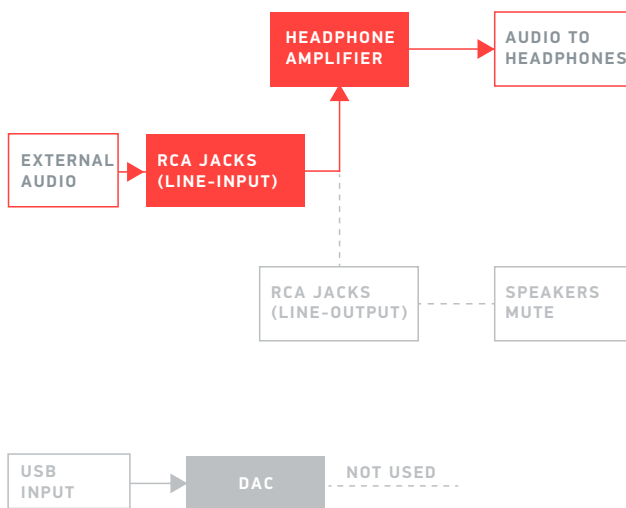 HEADPHONE
AMPLIFIER
AUDIO TO
HEADPHONES
EXTERNAL
AUDIO
RCA JACKS
(LINE-INPUT)
RCA JACKS
(LINE-OUTPUT)
SPEAKERS
MUTE
USB
INPUT
DAC
NOT USED